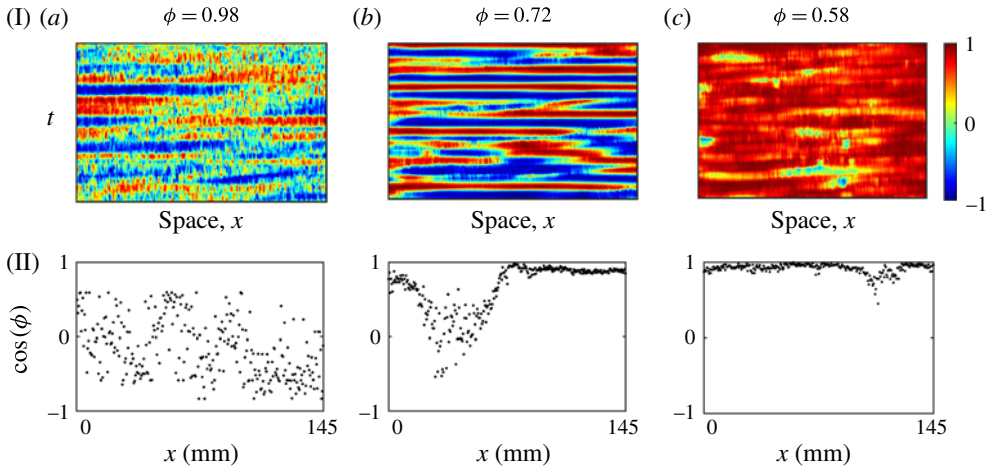 (I) (a) ϕ = 0.98 (b) ϕ = 0.72 (c) ϕ = 0.58
t
1
0
−1
Space, x Space, x Space, x
(II)
cos(ϕ)
1 1 1
0 0 0
−1 −1 −1
0 145 0 145 0 145
x (mm) x (mm) x (mm)